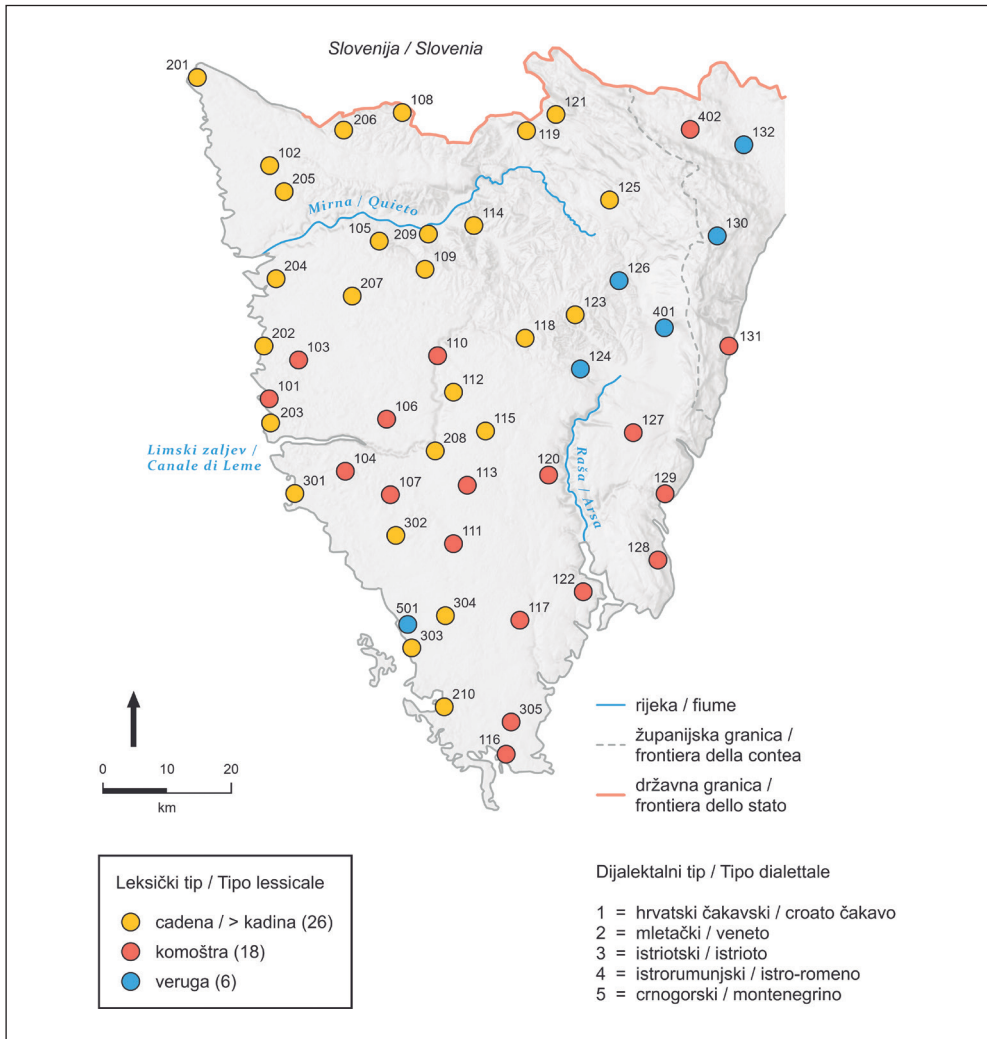 Slovenija / Slovenia
201
108
121
206
119
402
132
102
205
125
Mirna / Quieto
114
105
209
130
109
126
204
207
123
401
118
202
103
110
131
124
112
101
106
203
115
127
208
Limski zaljev /
Canale di Leme
104
113
120
Raša / Arsa
301
107
129
302
111
128
122
501
304
117
303
210
305
116
rijeka / fiume
županijska granica /
frontiera della contea
državna granica /
frontiera dello stato
0 10 20
km
Leksički tip / Tipo lessicale
cadena / > kadina (26)
komoštra (18)
veruga (6)
Dijalektalni tip / Tipo dialettale
1 = hrvatski čakavski / croato čakavo
2 = mletački / veneto
3 = istriotski / istrioto
4 = istrorumunjski / istro-romeno
5 = crnogorski / montenegrino